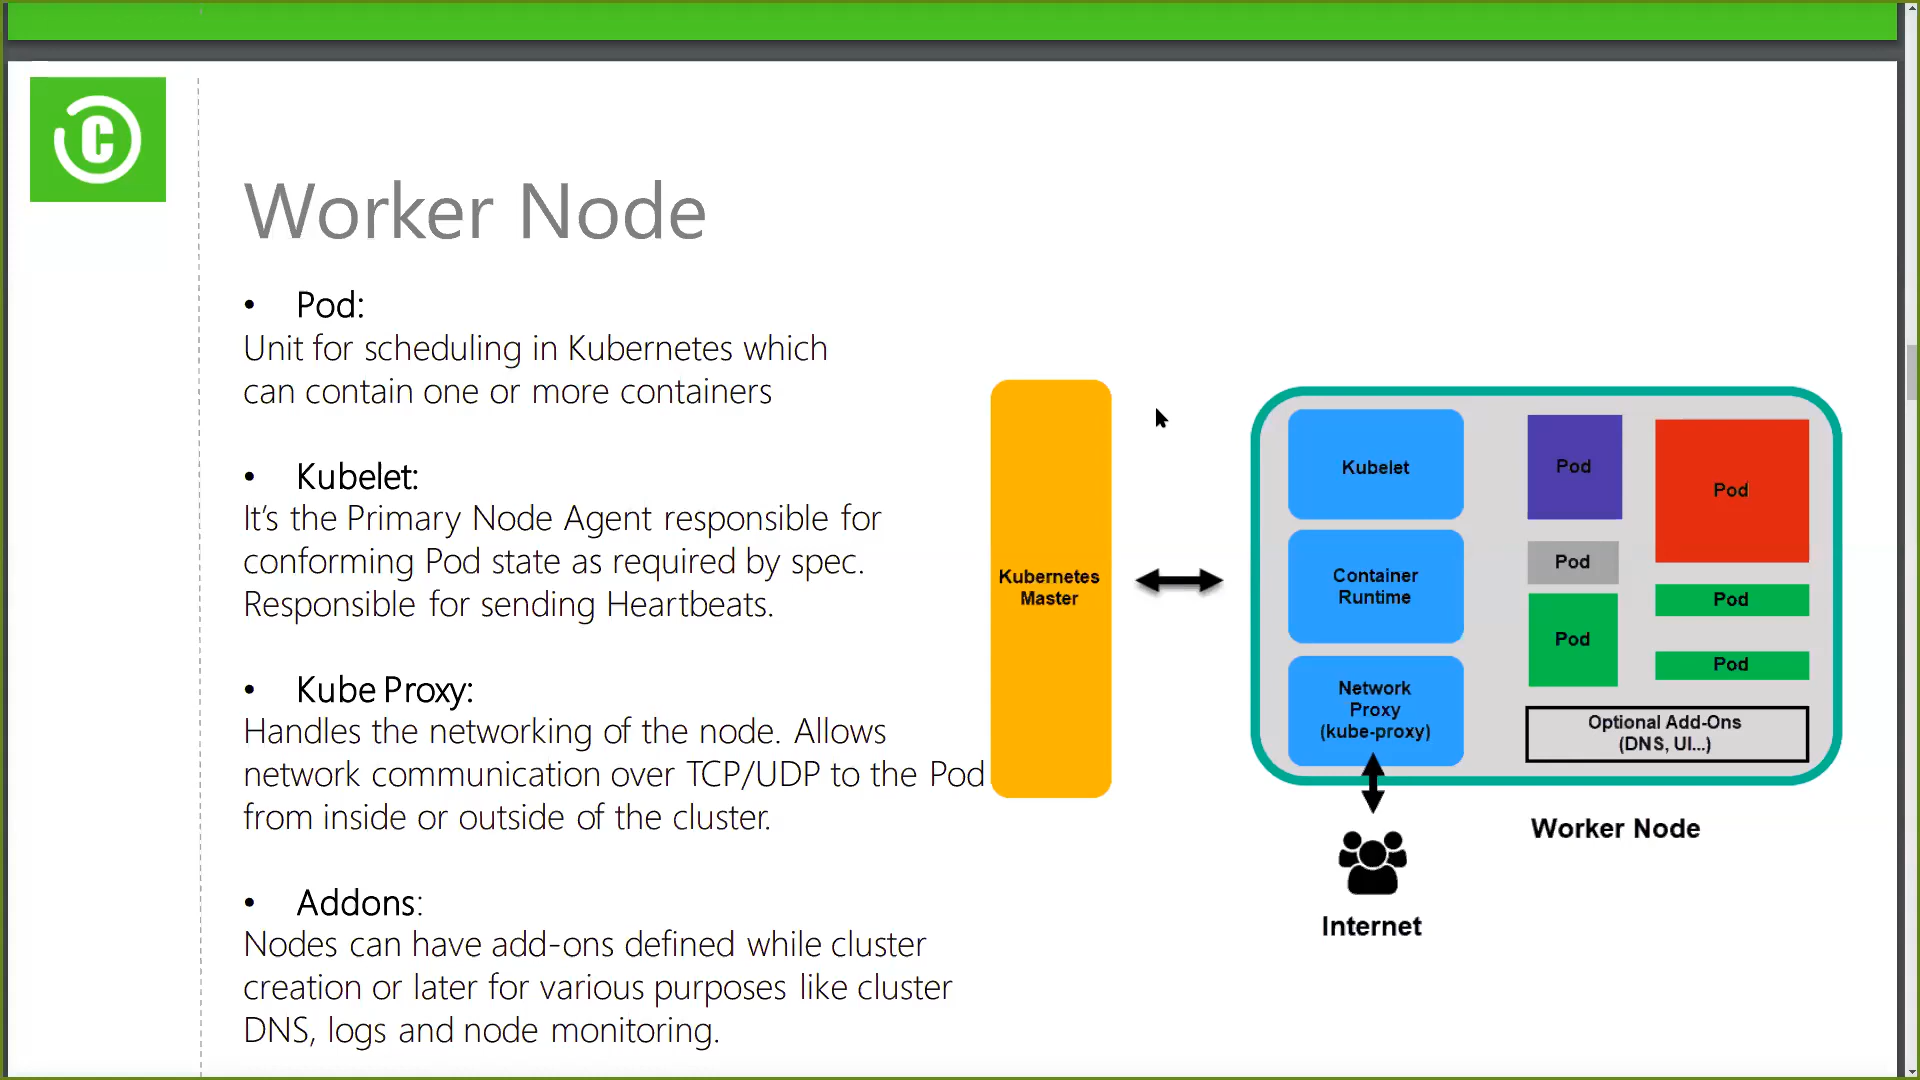 C
Worker Node
• Pod:
Unit for scheduling in Kubernetes which
can contain one or more containers
• Kubelet:
It’s the Primary Node Agent responsible for
conforming Pod state as required by spec.
Responsible for sending Heartbeats.
• Kube Proxy:
Handles the networking of the node. Allows
network communication over TCP/UDP to the Pod
from inside or outside of the cluster.
• Addons:
Nodes can have add-ons defined while cluster
creation or later for various purposes like cluster
DNS, logs and node monitoring.
Kubernetes
Master
Kubelet
Container
Runtime
Network
Proxy
(kube-proxy)
Pod
Pod
Pod
Pod
Pod
Pod
Optional Add-Ons
(DNS, UI...)
Worker Node
Internet